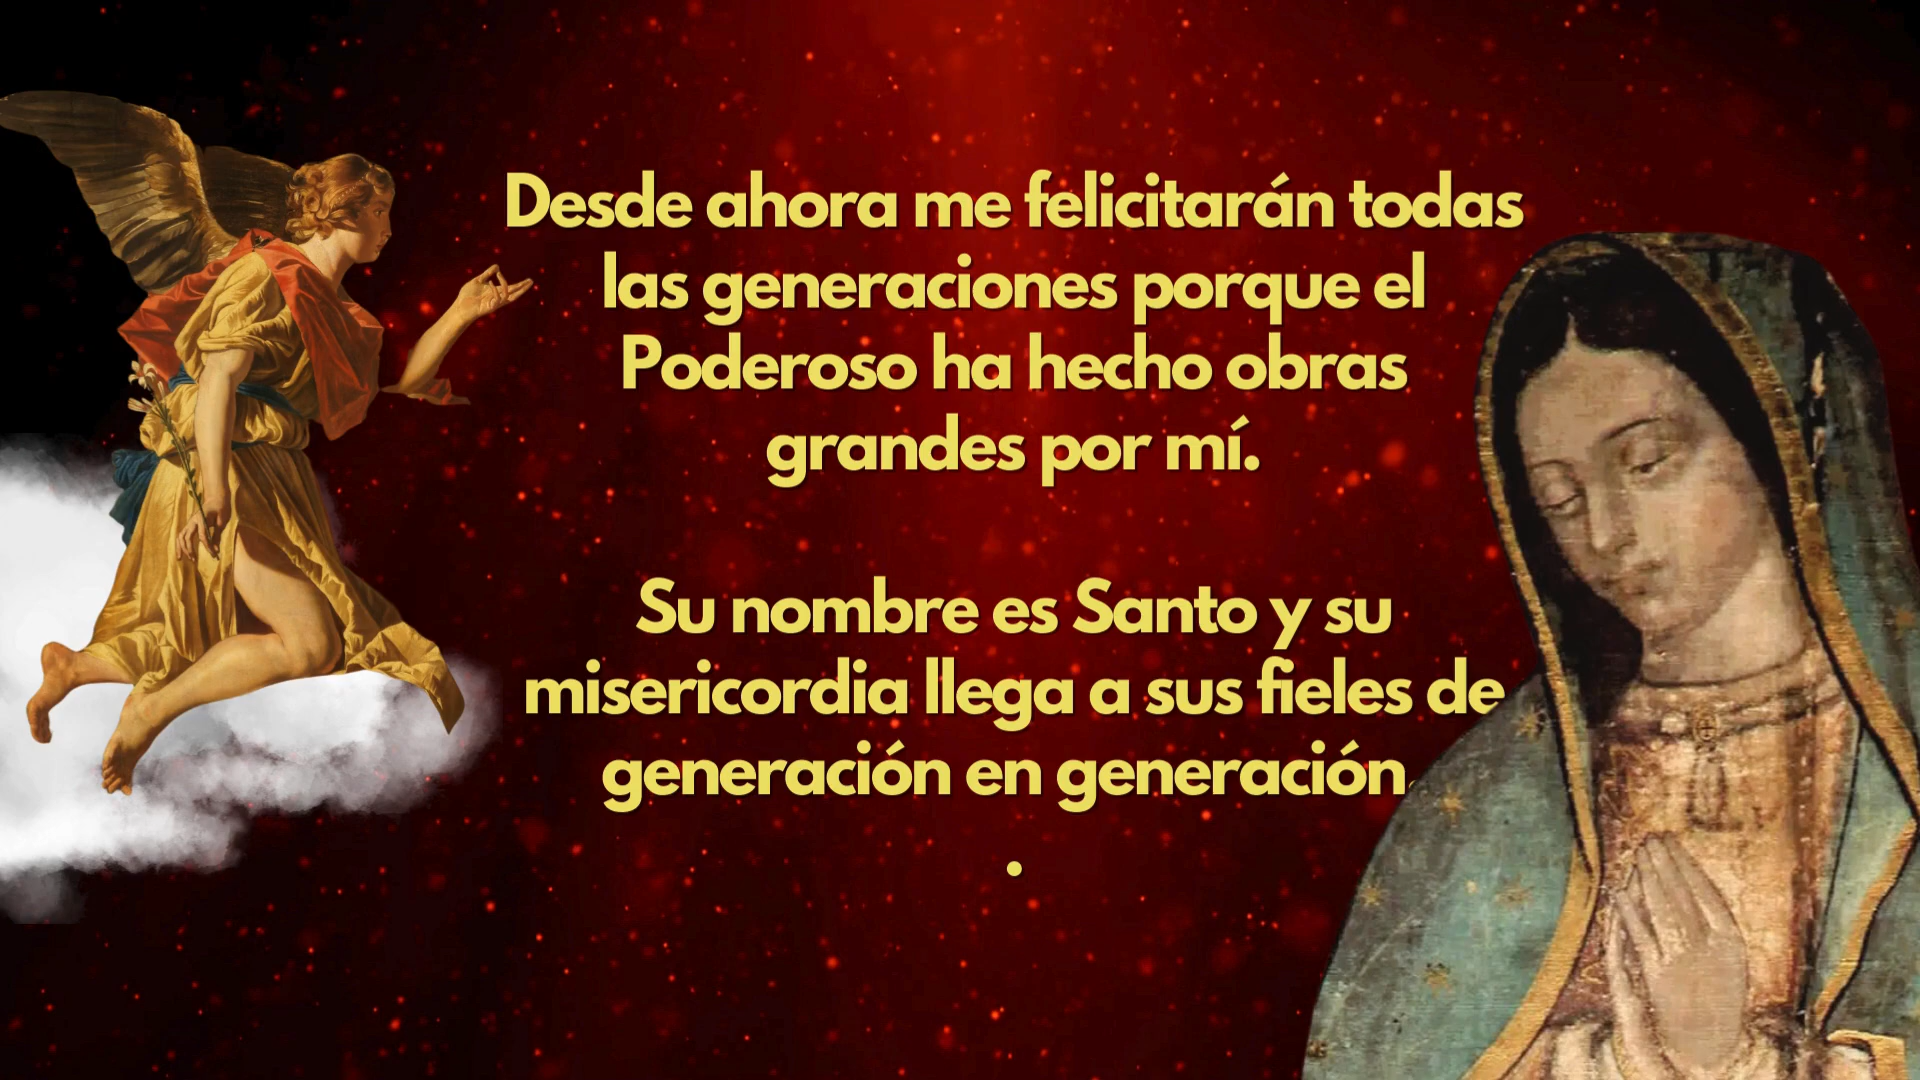 Desde ahora me felicitarán todas
las generaciones porque el
Poderoso ha hecho obras
grandes por mí.
Su nombre es Santo y su
misericordia llega a sus fieles de
generación en generación.
.